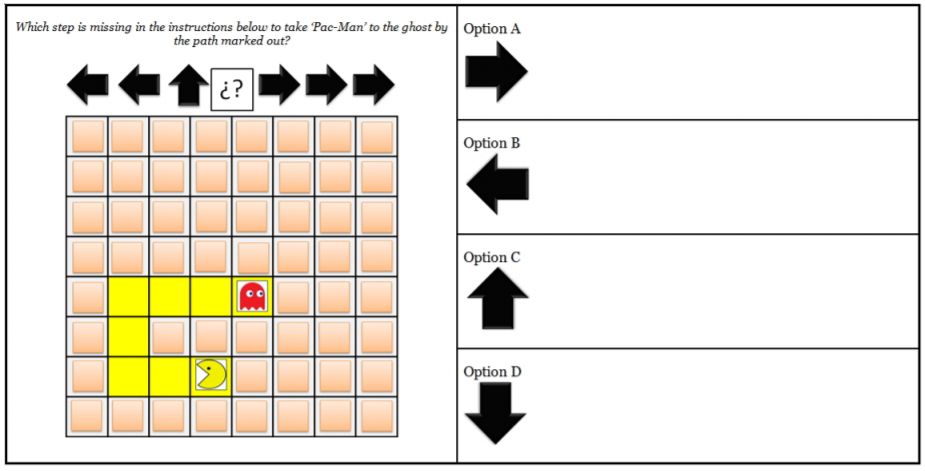 Which step is missing in the instructions below to take ‘Pac-Man’ to the ghost by
the path marked out?
¿?
Option A
Option B
Option C
Option D